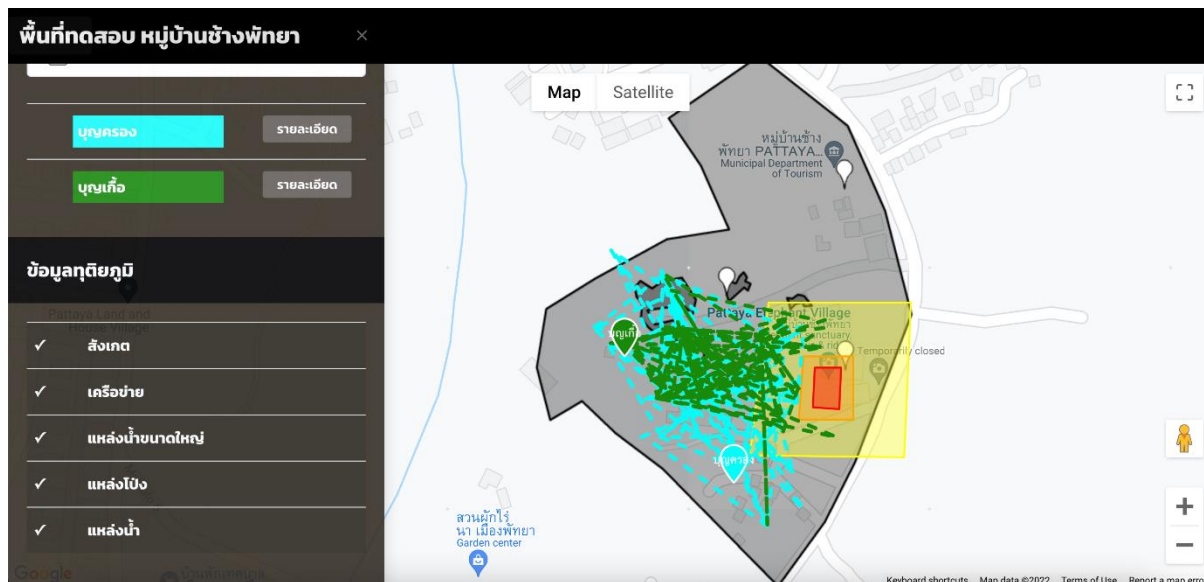 พื้นที่ทดสอบ หมู่บ้านช้างพัทยา ×
บุญครอง
รายละเอียด
บุญเกื้อ
รายละเอียด
ข้อมูลทุติยภูมิ
Pattaya Land and
House Village
✓ สังเกต
✓ เครือข่าย
✓ แหล่งน้ำขนาดใหญ่
✓ แหล่งโป่ง
✓ แหล่งน้ำ
Google
Map
Satellite
หมู่บ้านช้าง
พัทยา PATTAYA...
Municipal Department
of Tourism
Pattaya Elephant Village
Temporarily closed
บุญเกื้อ
บุญครอง
สวนผักไร่
นา เมืองพัทยา
Garden center
+
−
Keyboard shortcuts
Map data ©2022
Terms of Use
Report a map error